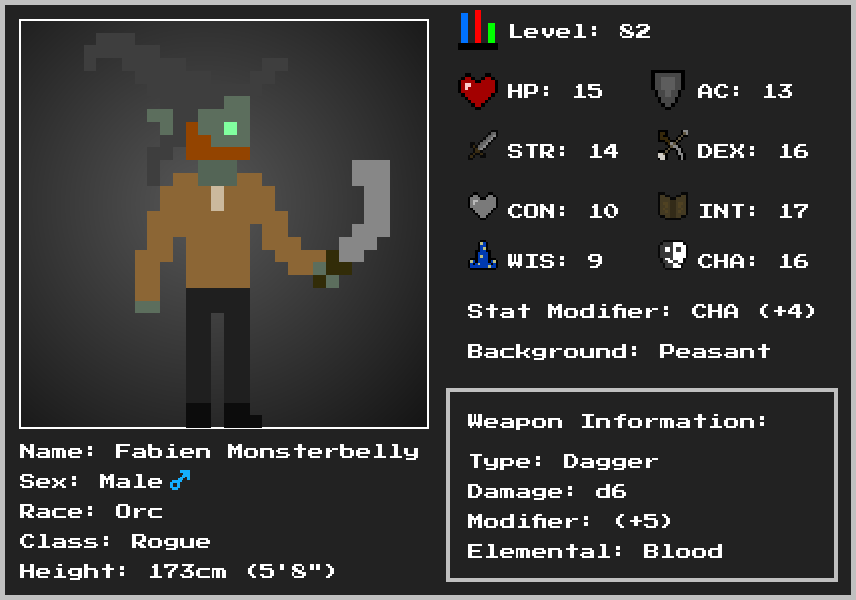 Level: 82
HP: 15
AC: 13
STR: 14
DEX: 16
CON: 10
INT: 17
WIS: 9
CHA: 16
Stat Modifier: CHA (+4)
Background: Peasant
Weapon Information:
Type: Dagger
Damage: d6
Modifier: (+5)
Elemental: Blood
Name: Fabien Monsterbelly
Sex: Male♂
Race: Orc
Class: Rogue
Height: 173cm (5'8")